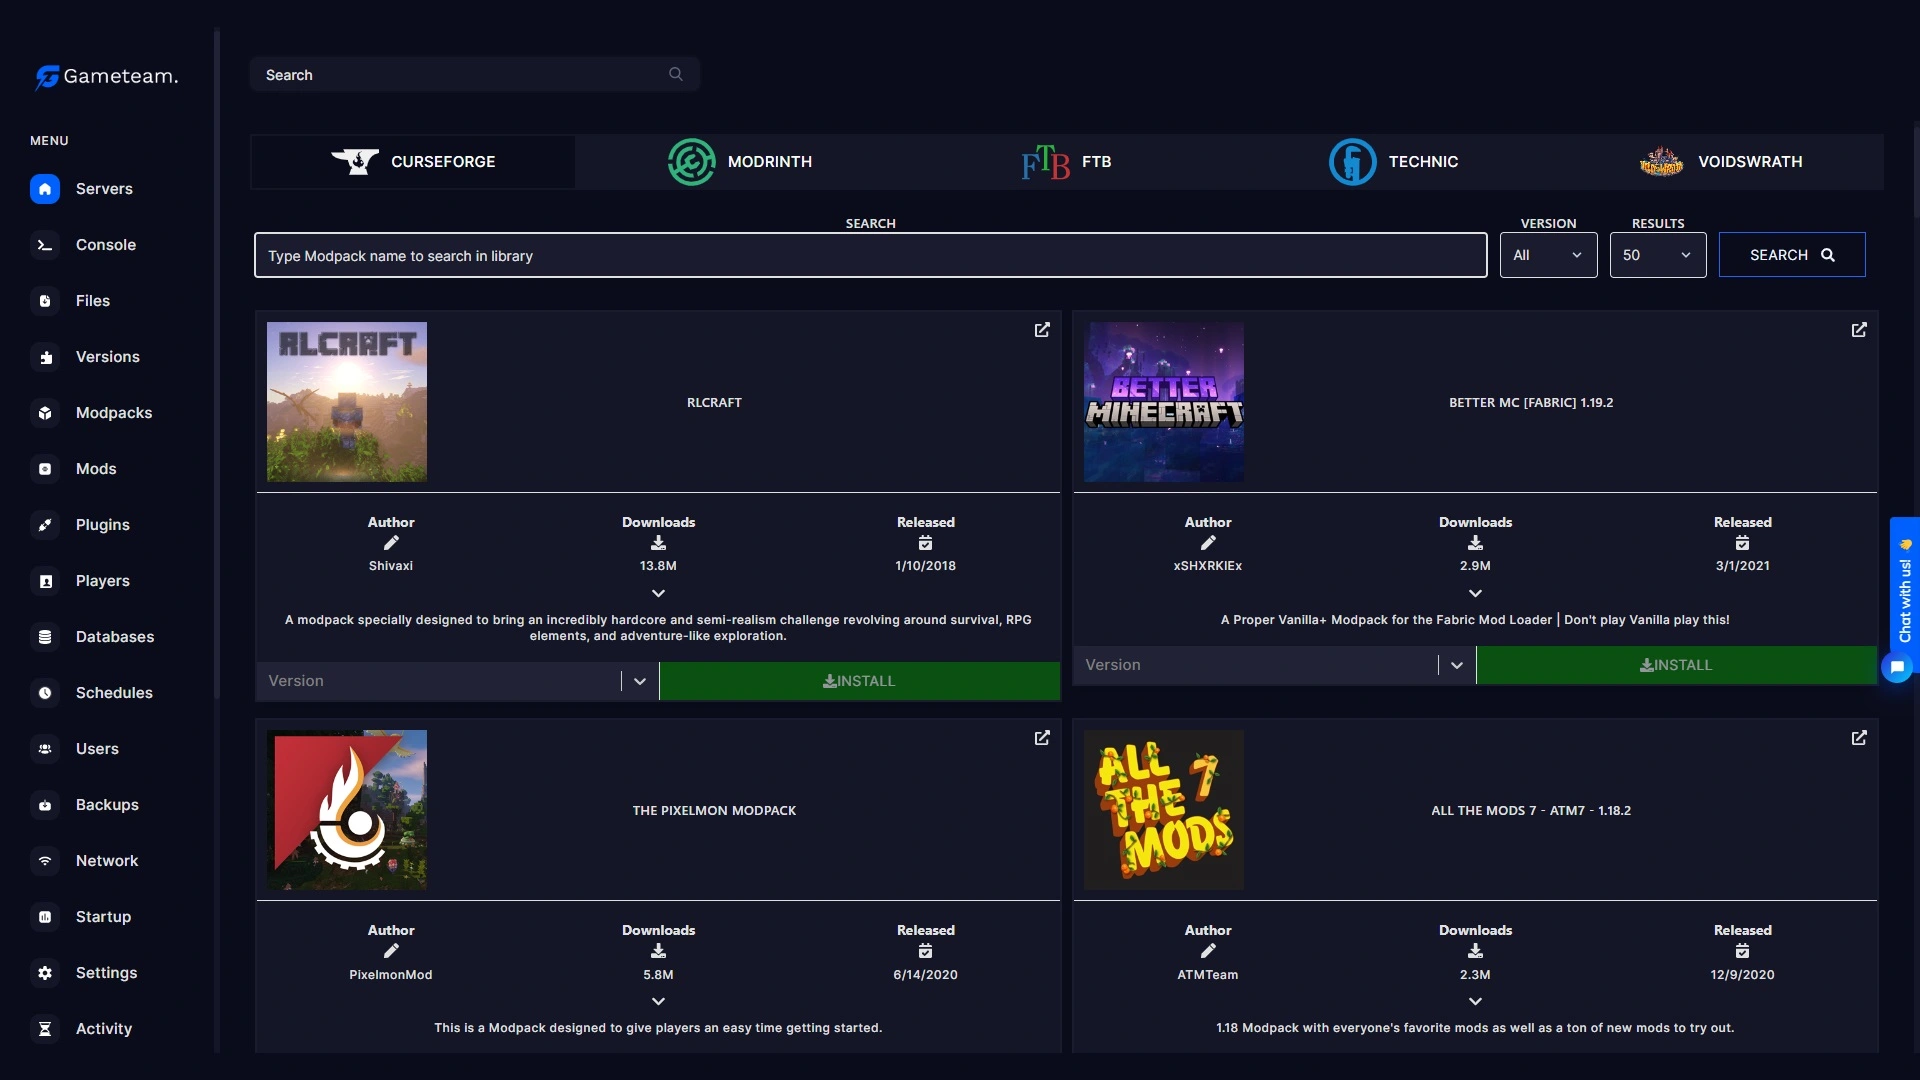 Gameteam.
Search
MENU
Servers
Console
Files
Versions
Modpacks
Mods
Plugins
Players
Databases
Schedules
Users
Backups
Network
Startup
Settings
Activity
CURSEFORGE
MODRINTH
FTB FTB
TECHNIC
VOIDSWRATH
SEARCH
VERSION
RESULTS
Type Modpack name to search in library
All
50
SEARCH
RLCRAFT
RLCRAFT
Author
Downloads
Released
Shivaxi
13.8M
1/10/2018
A modpack specially designed to bring an incredibly hardcore and semi-realism challenge revolving around survival, RPG
elements, and adventure-like exploration.
Version
INSTALL
BETTER
MINECRAFT
BETTER MC [FABRIC] 1.19.2
Author
Downloads
Released
xSHXRKIEx
2.9M
3/1/2021
A Proper Vanilla+ Modpack for the Fabric Mod Loader | Don't play Vanilla play this!
Version
INSTALL
THE PIXELMON MODPACK
Author
Downloads
Released
PixelmonMod
5.8M
6/14/2020
This is a Modpack designed to give players an easy time getting started.
ALL
THE 7
MODS
ALL THE MODS 7 - ATM7 - 1.18.2
Author
Downloads
Released
ATMTeam
2.3M
12/9/2020
1.18 Modpack with everyone's favorite mods as well as a ton of new mods to try out.
Chat with us!